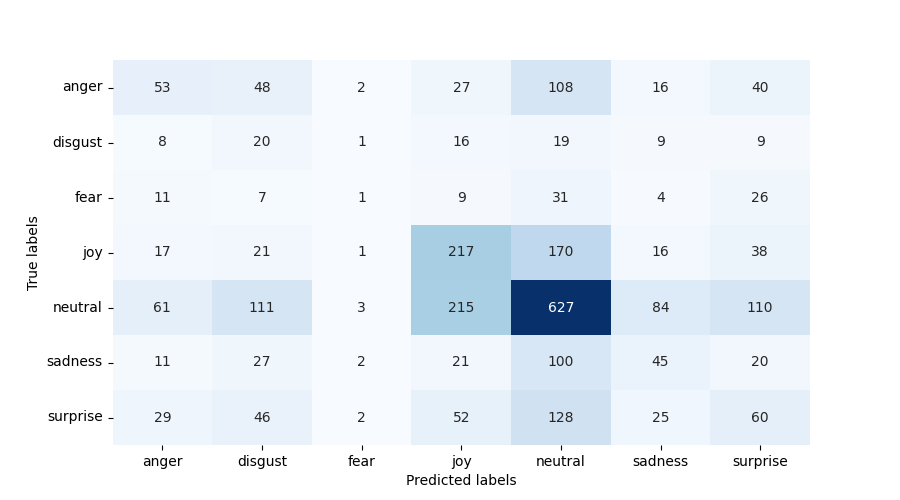 anger 53 48 2 27 108 16 40
disgust 8 20 1 16 19 9 9
fear 11 7 1 9 31 4 26
joy 17 21 1 217 170 16 38
neutral 61 111 3 215 627 84 110
sadness 11 27 2 21 100 45 20
surprise 29 46 2 52 128 25 60
anger disgust fear joy neutral sadness surprise
Predicted labels
True labels